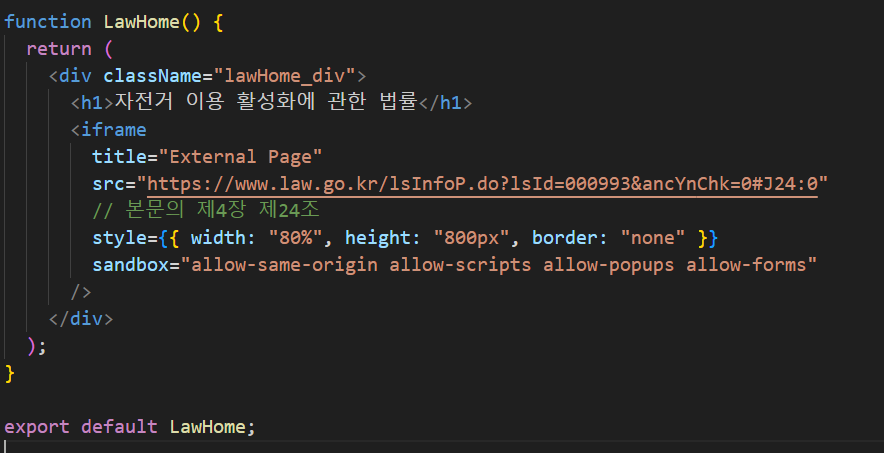 function LawHome() {
  return (
    <div className="lawHome_div">
      <h1>자전거 이용 활성화에 관한 법률</h1>
      <iframe
        title="External Page"
        src="https://www.law.go.kr/lsInfoP.do?lsId=000993&ancYnChk=0#J24:0"
        // 본문의 제4장 제24조
        style={{ width: "80%", height: "800px", border: "none" }}
        sandbox="allow-same-origin allow-scripts allow-popups allow-forms"
      />
    </div>
  );
}
export default LawHome;